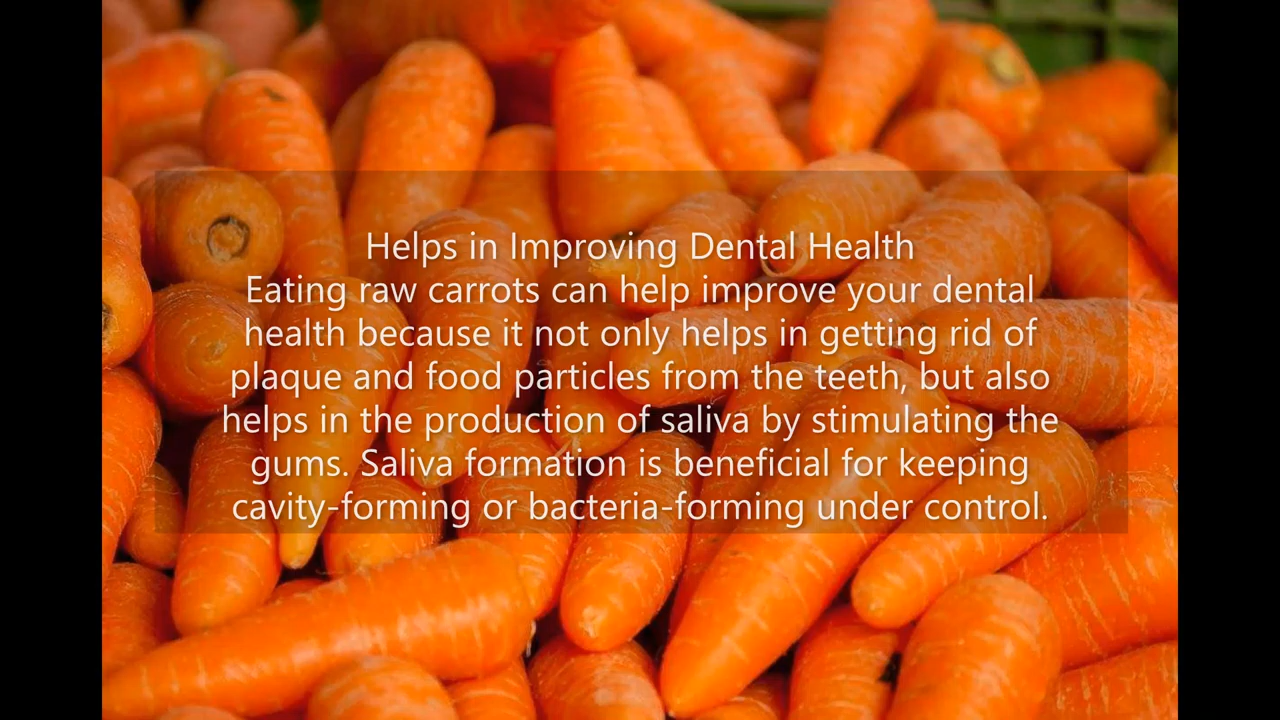 Helps in Improving Dental Health
Eating raw carrots can help improve your dental
health because it not only helps in getting rid of
plaque and food particles from the teeth, but also
helps in the production of saliva by stimulating the
gums. Saliva formation is beneficial for keeping
cavity-forming or bacteria-forming under control.